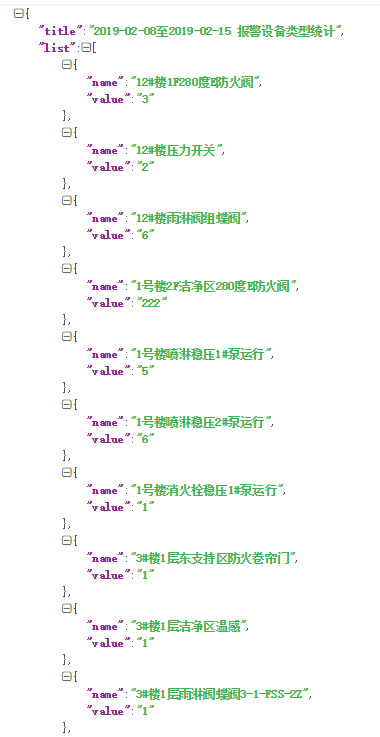 {
"title":"2019-02-08至2019-02-15 报警设备类型统计",
"list":[
{
"name":"12#楼1F280度E防火阀",
"value":"3"
},
{
"name":"12#楼压力开关",
"value":"2"
},
{
"name":"12#楼雨淋阀组蝶阀",
"value":"6"
},
{
"name":"1号楼2F洁净区280度E防火阀",
"value":"222"
},
{
"name":"1号楼喷淋稳压1#泵运行",
"value":"5"
},
{
"name":"1号楼喷淋稳压2#泵运行",
"value":"6"
},
{
"name":"1号楼消火栓稳压1#泵运行",
"value":"1"
},
{
"name":"3#楼1层东支持区防火卷帘门",
"value":"1"
},
{
"name":"3#楼1层洁净区温感",
"value":"1"
},
{
"name":"3#楼1层雨淋阀蝶阀3-1-FSS-2Z",
"value":"1"
},